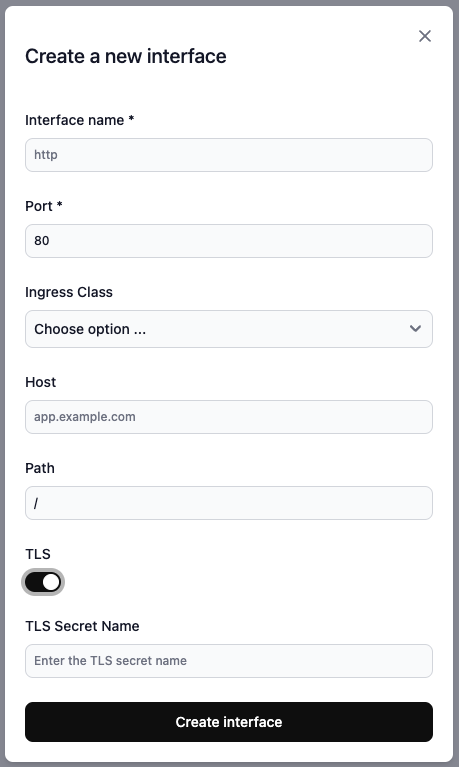 Create a new interface
Interface name *
http
Port *
80
Ingress Class
Choose option ...
Host
app.example.com
Path
/
TLS
TLS Secret Name
Enter the TLS secret name
Create interface